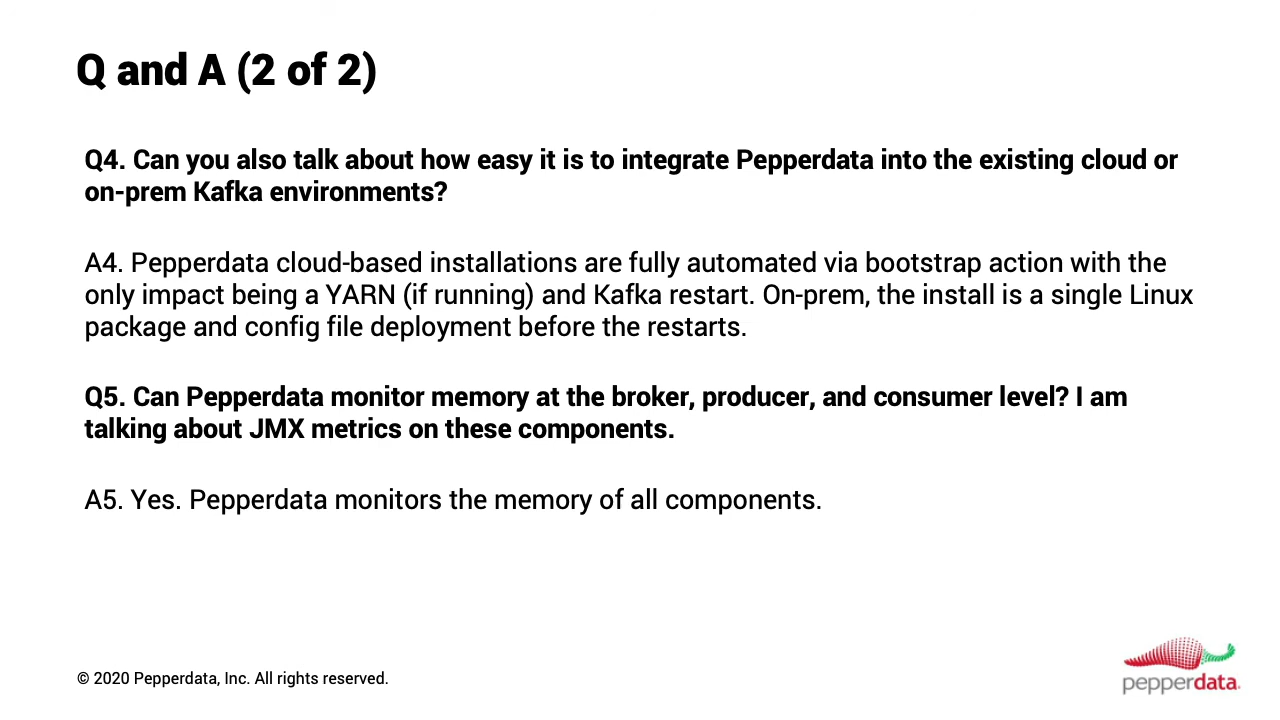 Q and A (2 of 2)
Q4. Can you also talk about how easy it is to integrate Pepperdata into the existing cloud or
on-prem Kafka environments?
A4. Pepperdata cloud-based installations are fully automated via bootstrap action with the
only impact being a YARN (if running) and Kafka restart. On-prem, the install is a single Linux
package and config file deployment before the restarts.
Q5. Can Pepperdata monitor memory at the broker, producer, and consumer level? I am
talking about JMX metrics on these components.
A5. Yes. Pepperdata monitors the memory of all components.
© 2020 Pepperdata, Inc. All rights reserved.
pepperdata